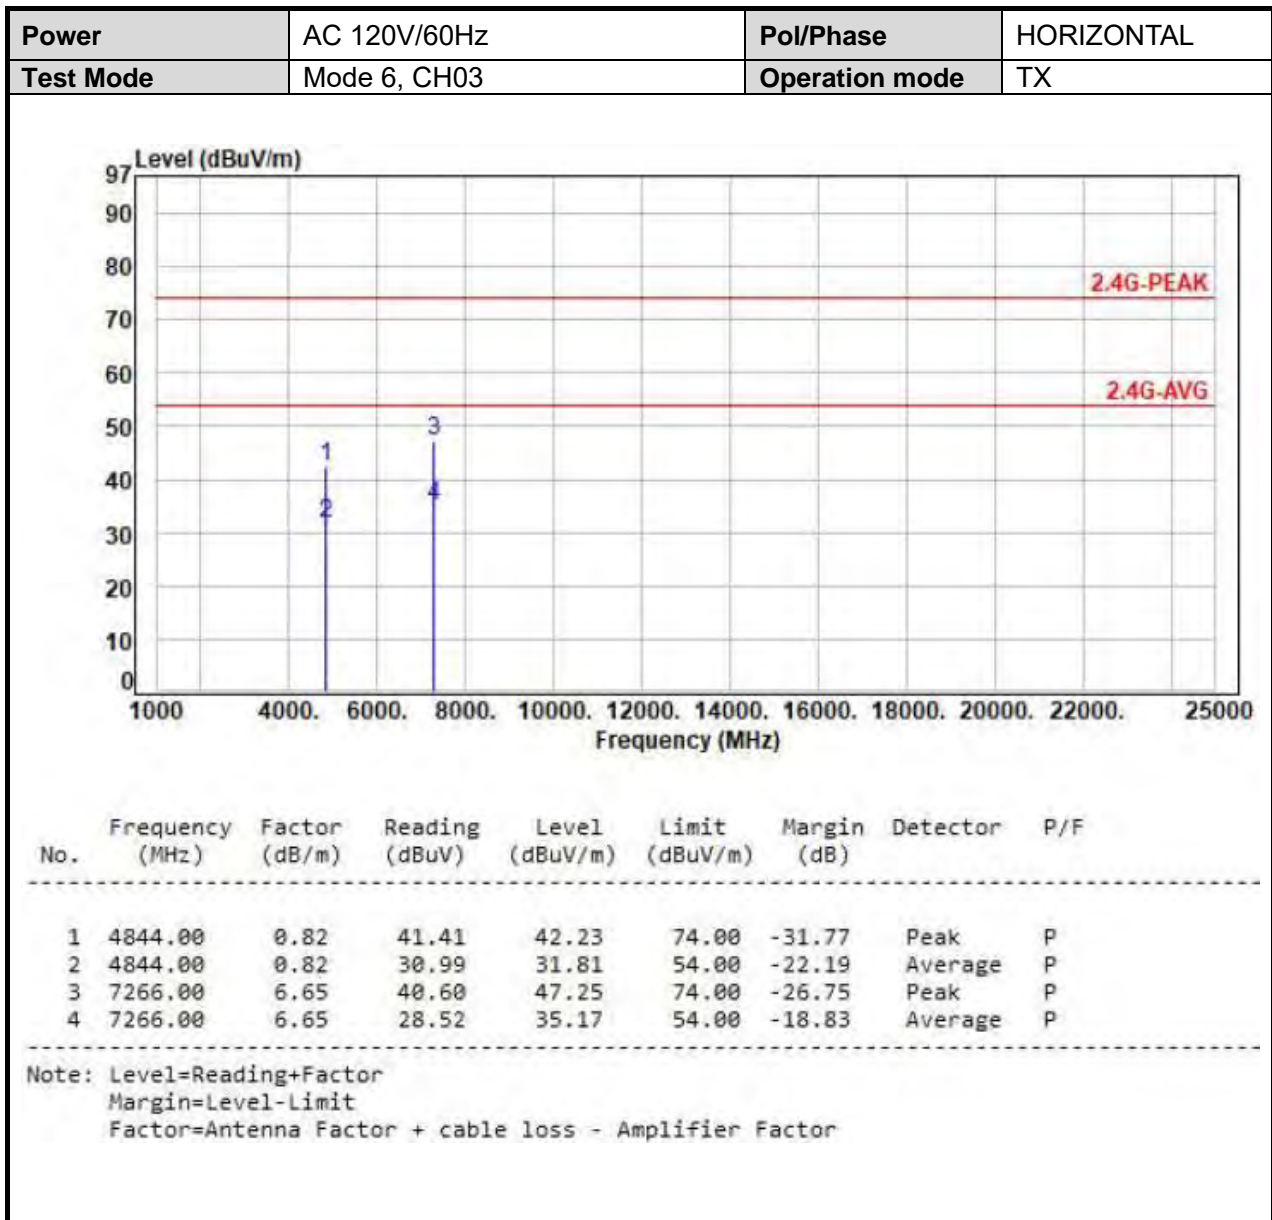 Power AC 120V/60Hz Pol/Phase HORIZONTAL
Test Mode Mode 6, CH03 Operation mode TX
Level (dBuV/m)
97
90
80
2.4G-PEAK
70
60
2.4G-AVG
50
3
1
40
4
2
30
20
10
0
1000 4000. 6000. 8000. 10000. 12000. 14000. 16000. 18000. 20000. 22000. 25000
Frequency (MHz)
Frequency Factor Reading Level Limit Margin Detector P/F
No. (MHz) (dB/m) (dBuV) (dBuV/m) (dBuV/m) (dB)
1 4844.00 0.82 41.41 42.23 74.00 -31.77 Peak P
2 4844.00 0.82 30.99 31.81 54.00 -22.19 Average P
3 7266.00 6.65 40.60 47.25 74.00 -26.75 Peak P
4 7266.00 6.65 28.52 35.17 54.00 -18.83 Average P
Note: Level=Reading+Factor
Margin=Level-Limit
Factor=Antenna Factor + cable loss - Amplifier Factor